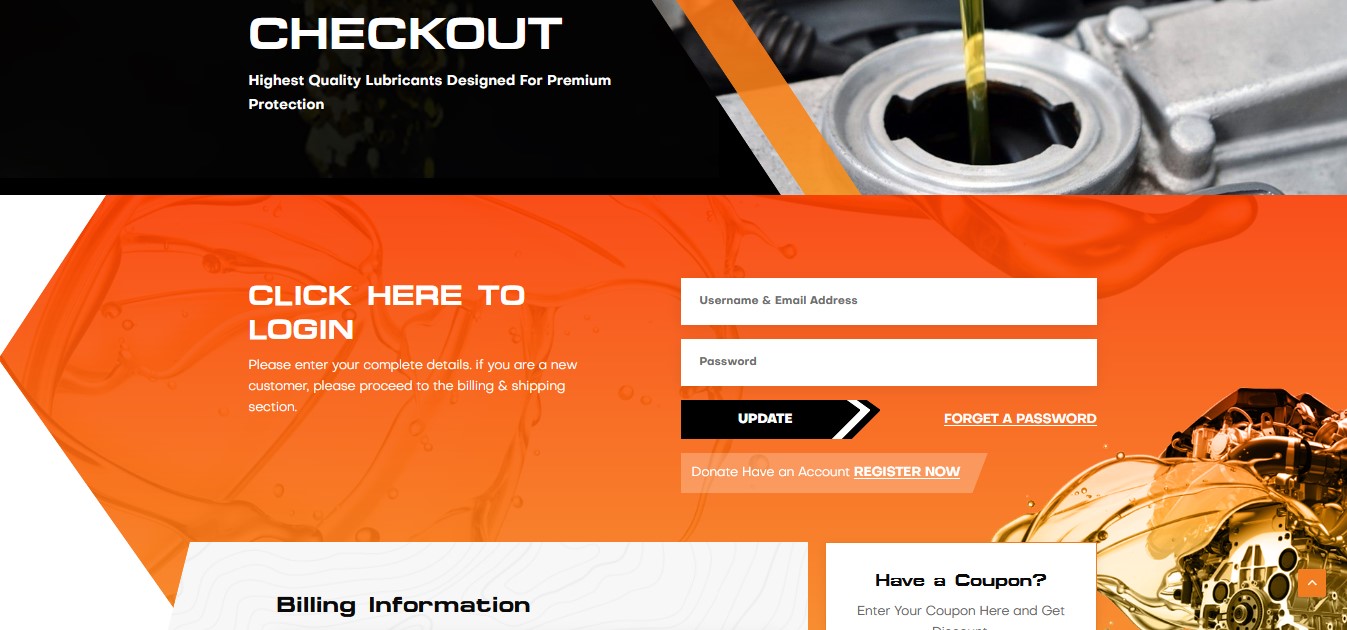 CHECKOUT
Highest Quality Lubricants Designed For Premium
Protection
CLICK HERE TO
LOGIN
Please enter your complete details. if you are a new
customer, please proceed to the billing & shipping
section.
Username & Email Address
Password
UPDATE
FORGET A PASSWORD
Donate Have an Account REGISTER NOW
Billing Information
Have a Coupon?
Enter Your Coupon Here and Get